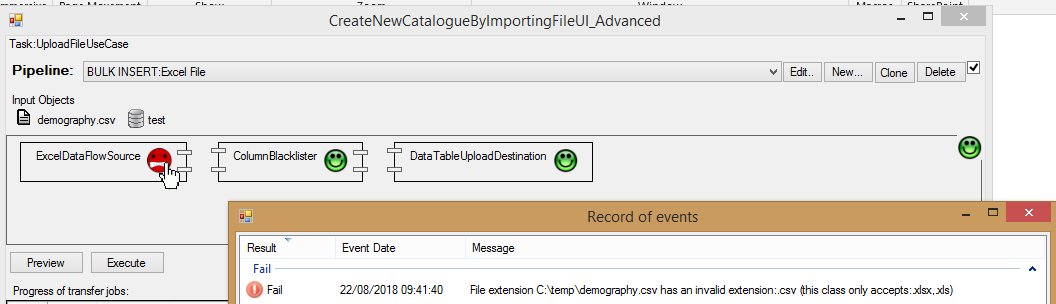 CreateNewCatalogueByImportingFileUI_Advanced
Task:UploadFileUseCase
Pipeline: BULK INSERT:Excel File Edit.. New... Clone Delete
Input Objects
demography.csv test
ExcelDataFlowSource ColumnBlacklister DataTableUploadDestination
Record of events
Preview Execute
Result Event Date Message
Fail
Fail 22/08/2018 09:41:40 File extension C:\temp\demography.csv has an invalid extension:.csv (this class only accepts:.xlsx,.xls)
Progress of transfer jobs: